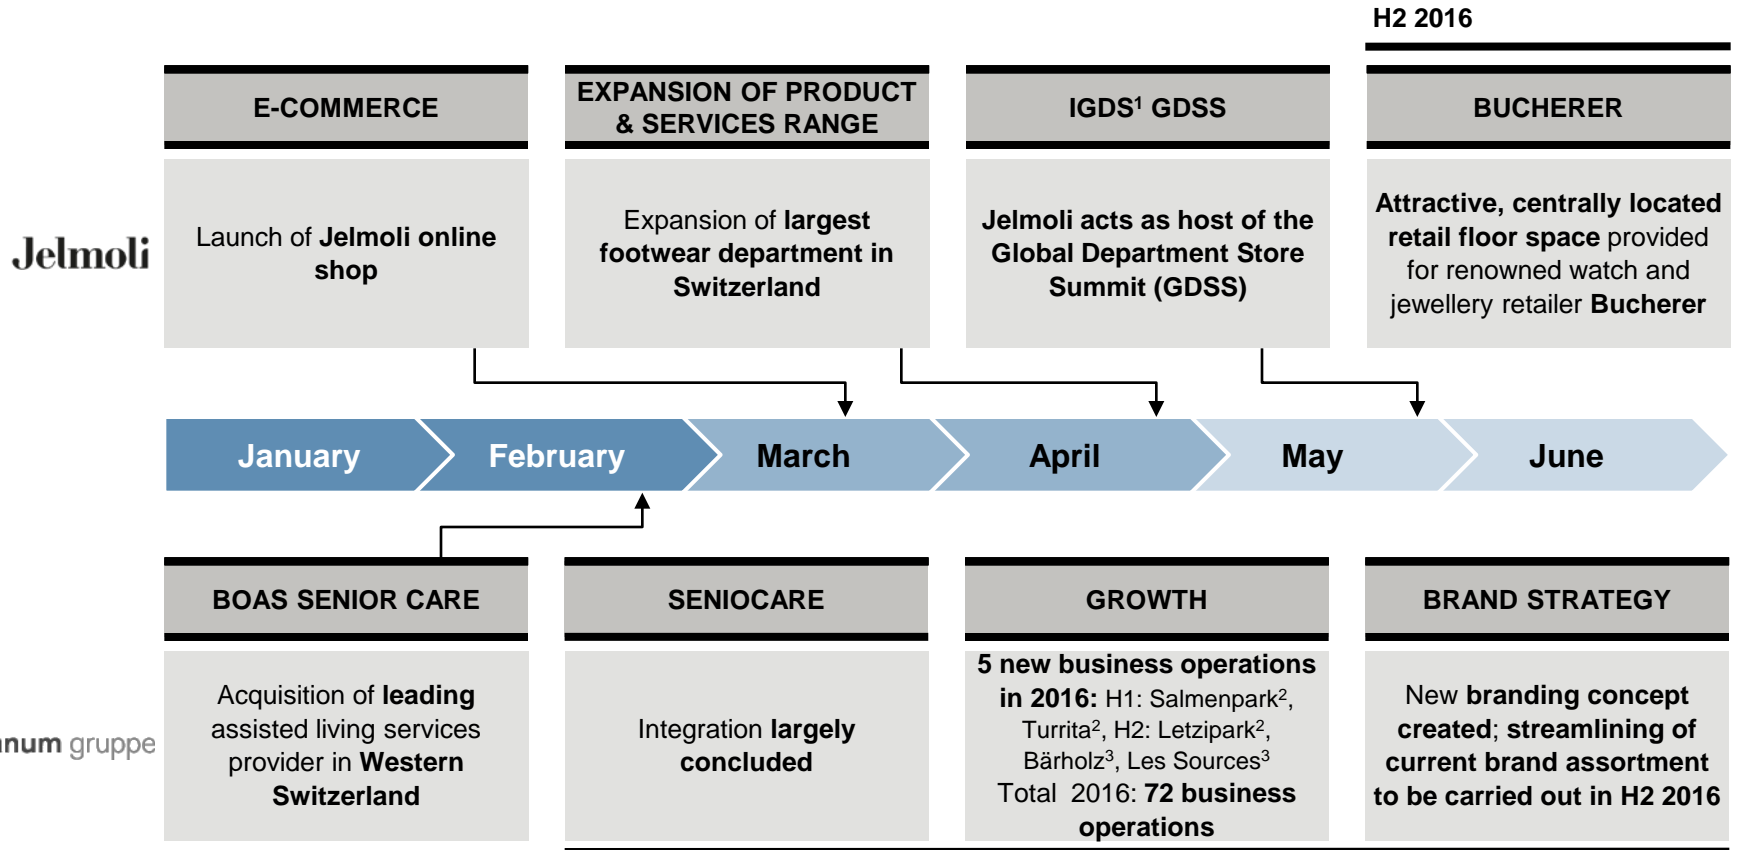 H2 2016
E-COMMERCE
EXPANSION OF PRODUCT
& SERVICES RANGE
IGDS¹ GDSS
BUCHERER
Jelmoli
Launch of Jelmoli online
shop
Expansion of largest
footwear department in
Switzerland
Jelmoli acts as host of the
Global Department Store
Summit (GDSS)
Attractive, centrally located
retail floor space provided
for renowned watch and
jewellery retailer Bucherer
January
February
March
April
May
June
BOAS SENIOR CARE
SENIOCARE
GROWTH
BRAND STRATEGY
num gruppe
Acquisition of leading
assisted living services
provider in Western
Switzerland
Integration largely
concluded
5 new business operations
in 2016: H1: Salmenpark²,
Turrita², H2: Letzipark²,
Bärholz³, Les Sources³
Total 2016: 72 business
operations
New branding concept
created; streamlining of
current brand assortment
to be carried out in H2 2016